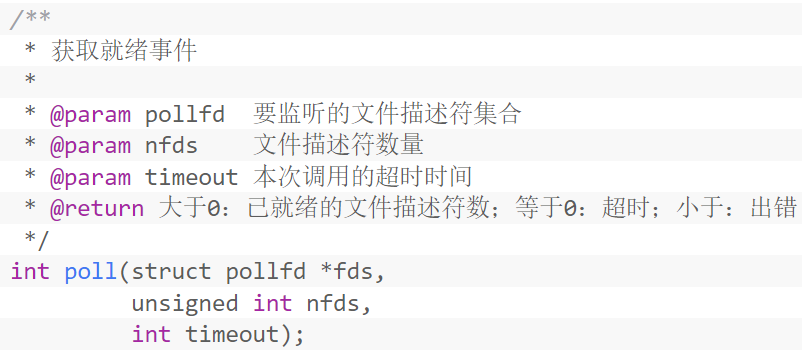 /**
 * 获取就绪事件
 *
 * @param pollfd  要监听的文件描述符集合
 * @param nfds    文件描述符数量
 * @param timeout 本次调用的超时时间
 * @return 大于0：已就绪的文件描述符数；等于0：超时；小于：出错
 */
int poll(struct pollfd *fds,
         unsigned int nfds,
         int timeout);